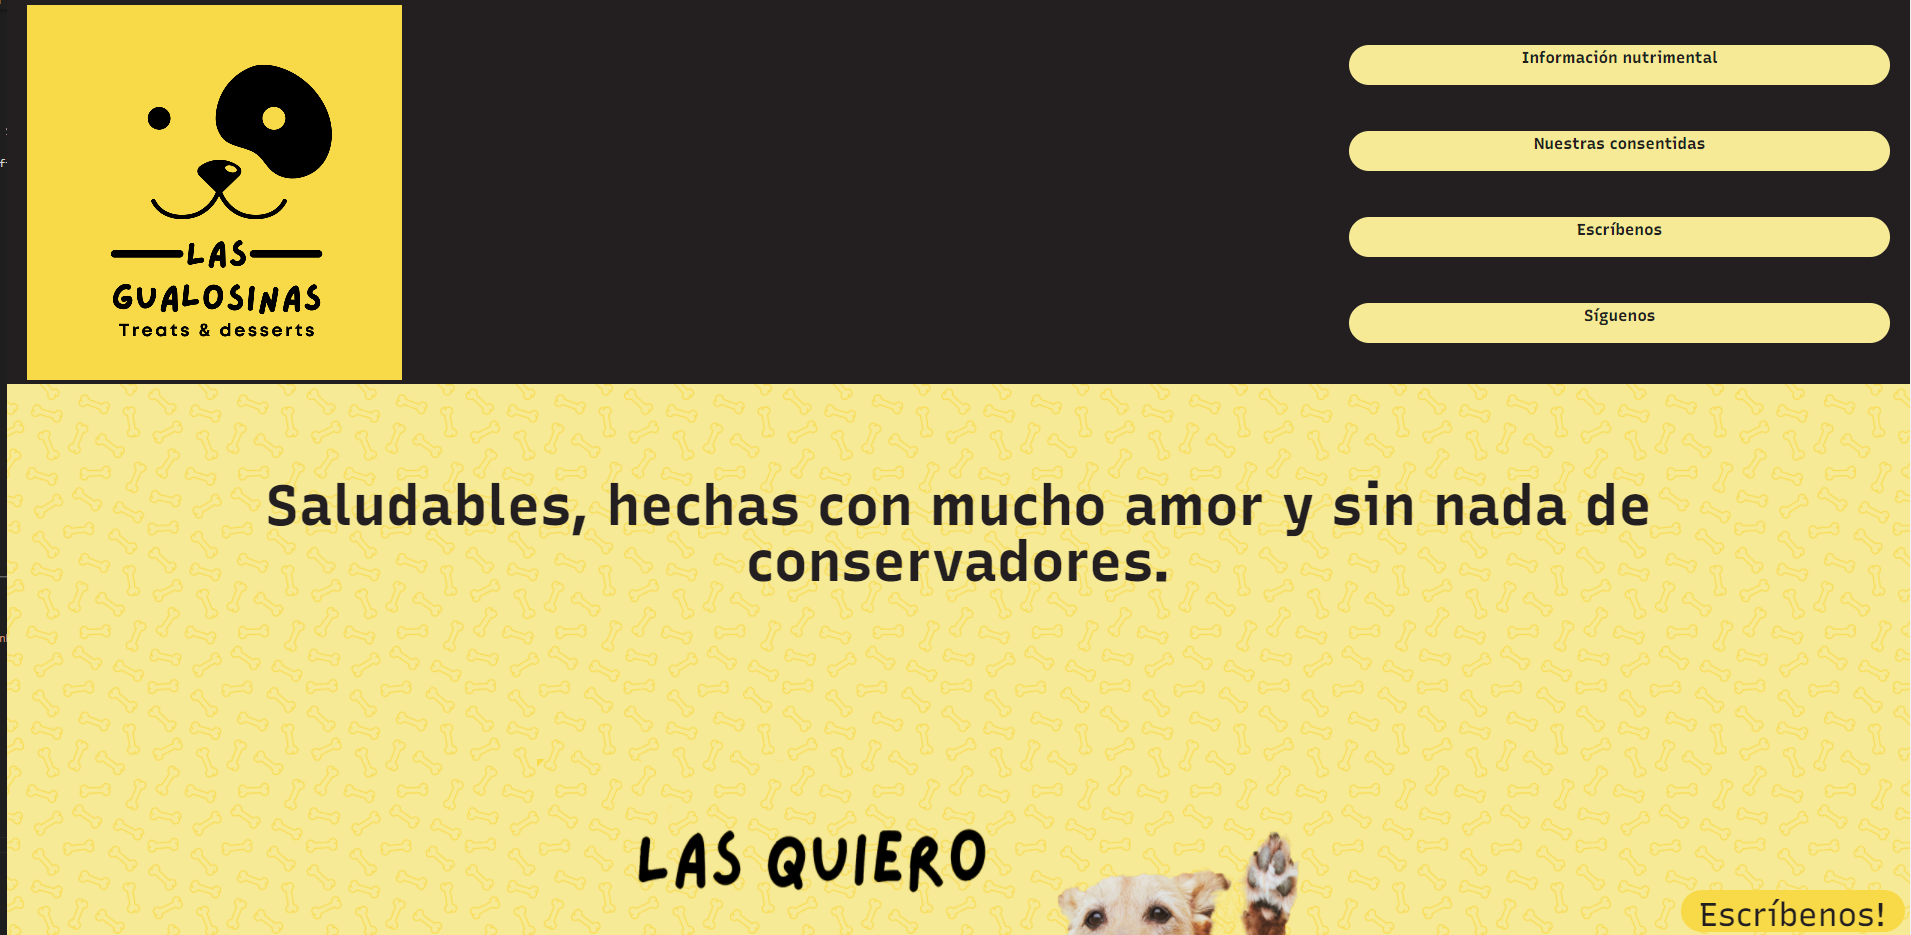 LAS
GUALOSINAS
Treats & desserts
Información nutrimental
Nuestras consentidas
Escríbenos
Síguenos
Saludables, hechas con mucho amor y sin nada de
conservadores.
LAS QUIERO
Escríbenos!